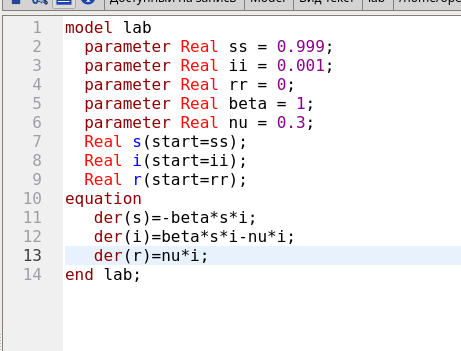 Доступный на запись Model Вид Текст lab
1 model lab
2   parameter Real ss = 0.999;
3   parameter Real ii = 0.001;
4   parameter Real rr = 0;
5   parameter Real beta = 1;
6   parameter Real nu = 0.3;
7   Real s(start=ss);
8   Real i(start=ii);
9   Real r(start=rr);
10 equation
11    der(s)=-beta*s*i;
12    der(i)=beta*s*i-nu*i;
13    der(r)=nu*i;
14 end lab;